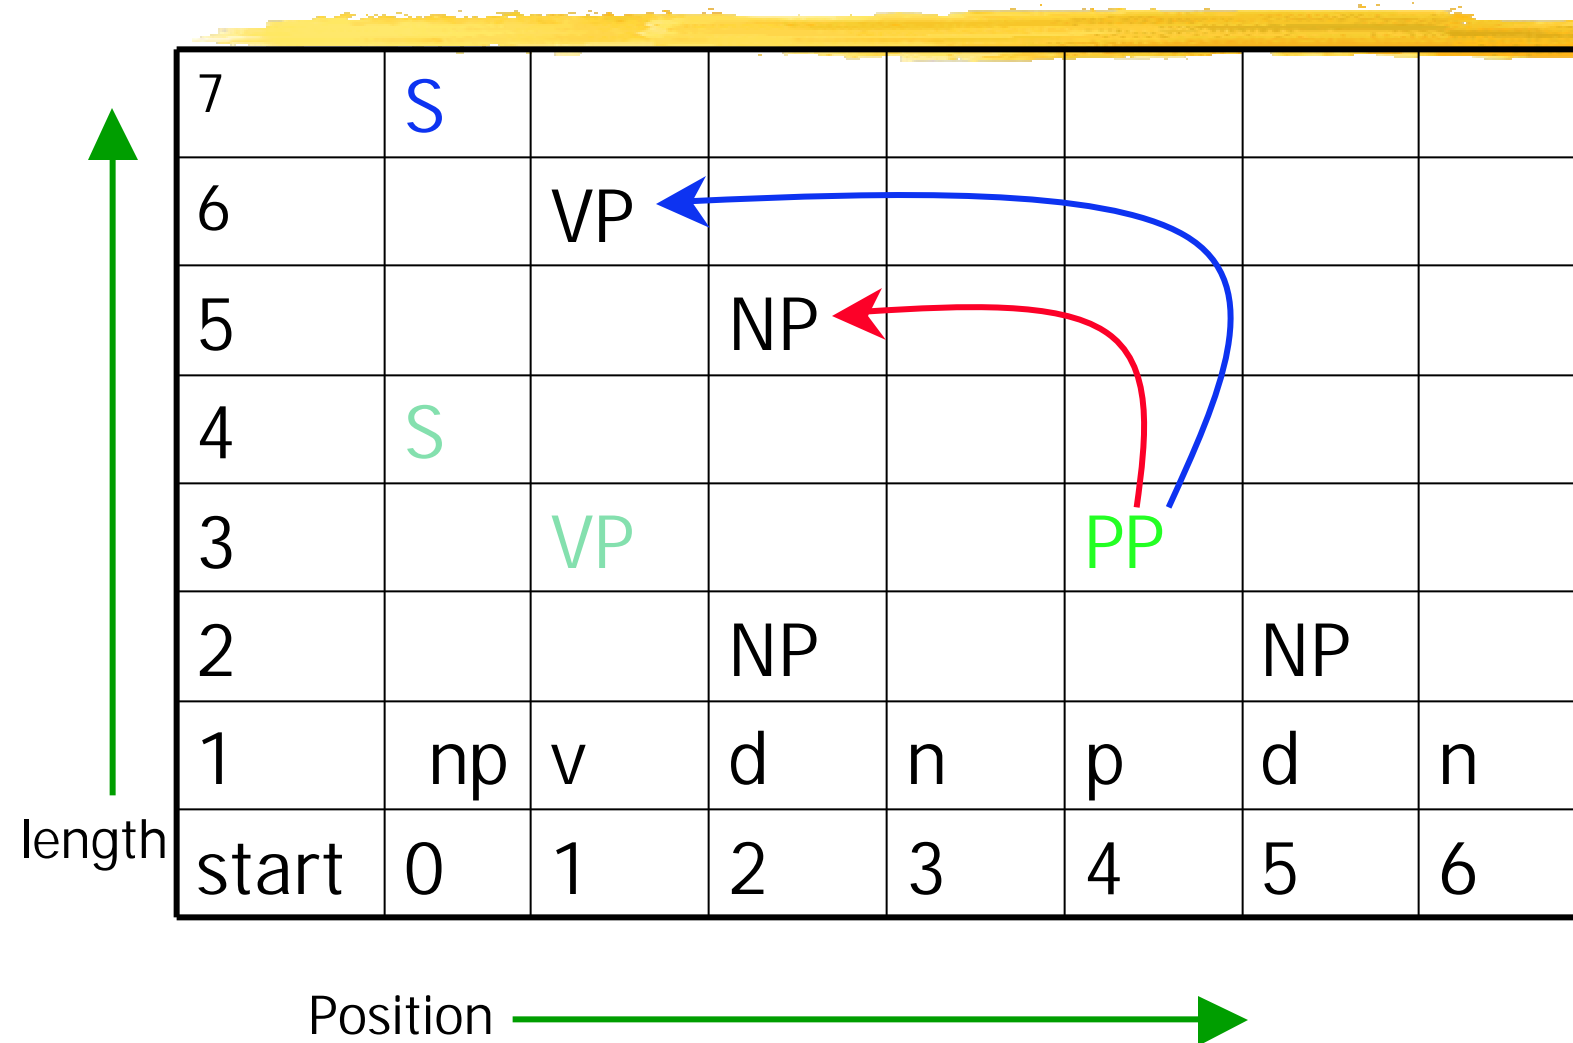 7 S
6 VP
5 NP
4 S
3 VP PP
2 NP NP
1 np v d n p d n
length
start 0 1 2 3 4 5 6
Position